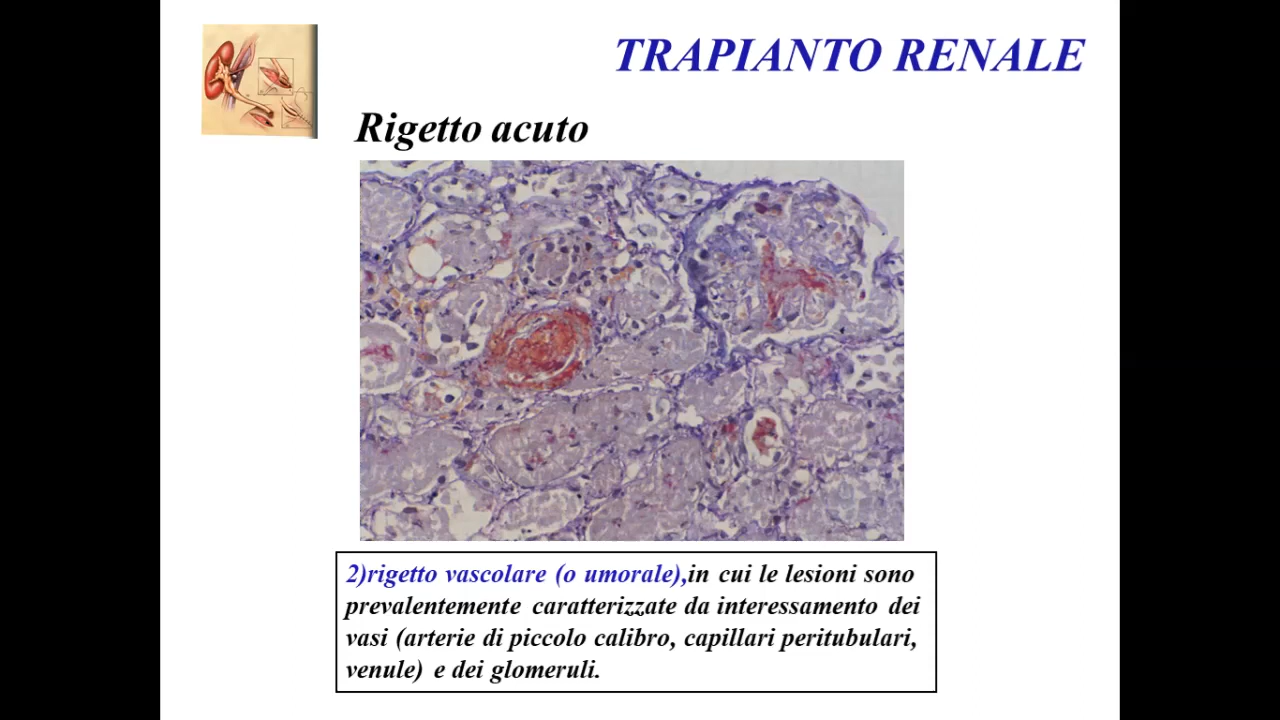 TRAPIANTO RENALE
Rigetto acuto
2)rigetto vascolare (o umorale),in cui le lesioni sono
prevalentemente caratterizzate da interessamento dei
vasi (arterie di piccolo calibro, capillari peritubulari,
venule) e dei glomeruli.